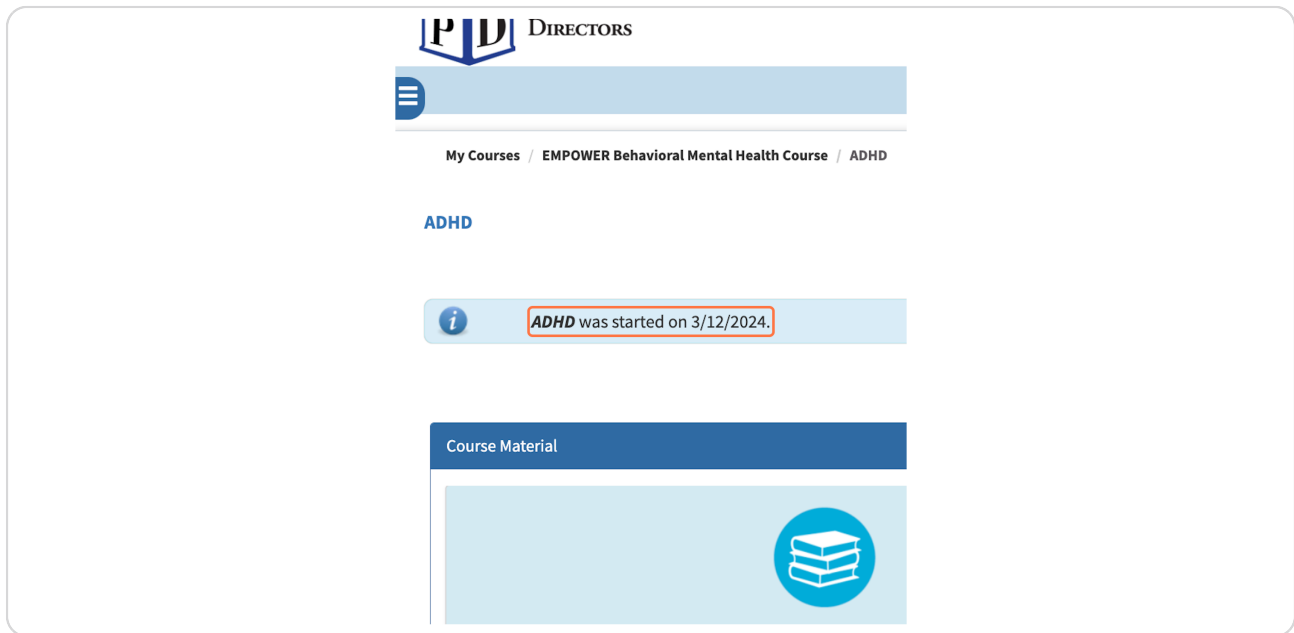 PD DIRECTORS
My Courses / EMPOWER Behavioral Mental Health Course / ADHD
ADHD
i ADHD was started on 3/12/2024.
Course Material